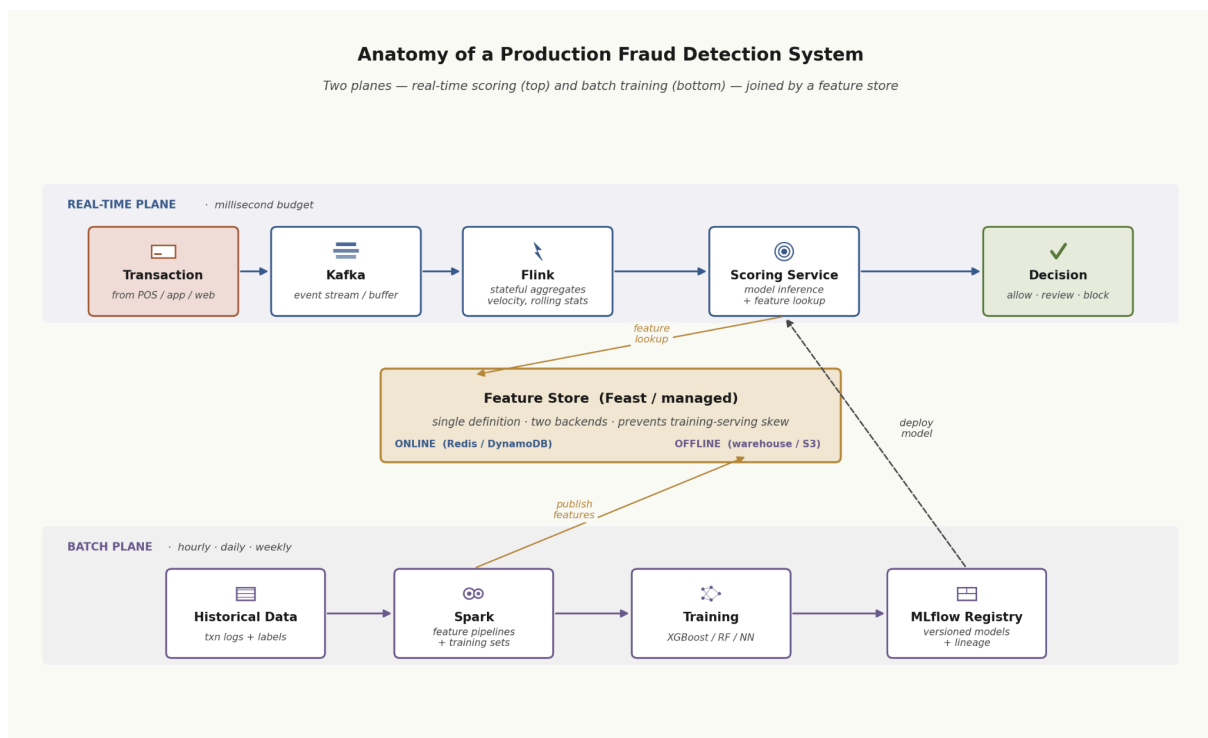 Anatomy of a Production Fraud Detection System
Two planes — real-time scoring (top) and batch training (bottom) — joined by a feature store
REAL-TIME PLANE · millisecond budget
Transaction
from POS / app / web
Kafka
event stream / buffer
Flink
stateful aggregates
velocity, rolling stats
Scoring Service
model inference
+ feature lookup
Decision
allow · review · block
feature
lookup
Feature Store (Feast / managed)
single definition · two backends · prevents training-serving skew
ONLINE (Redis / DynamoDB)
OFFLINE (warehouse / S3)
deploy
model
publish
features
BATCH PLANE · hourly · daily · weekly
Historical Data
txn logs + labels
Spark
feature pipelines
+ training sets
Training
XGBoost / RF / NN
MLflow Registry
versioned models
+ lineage